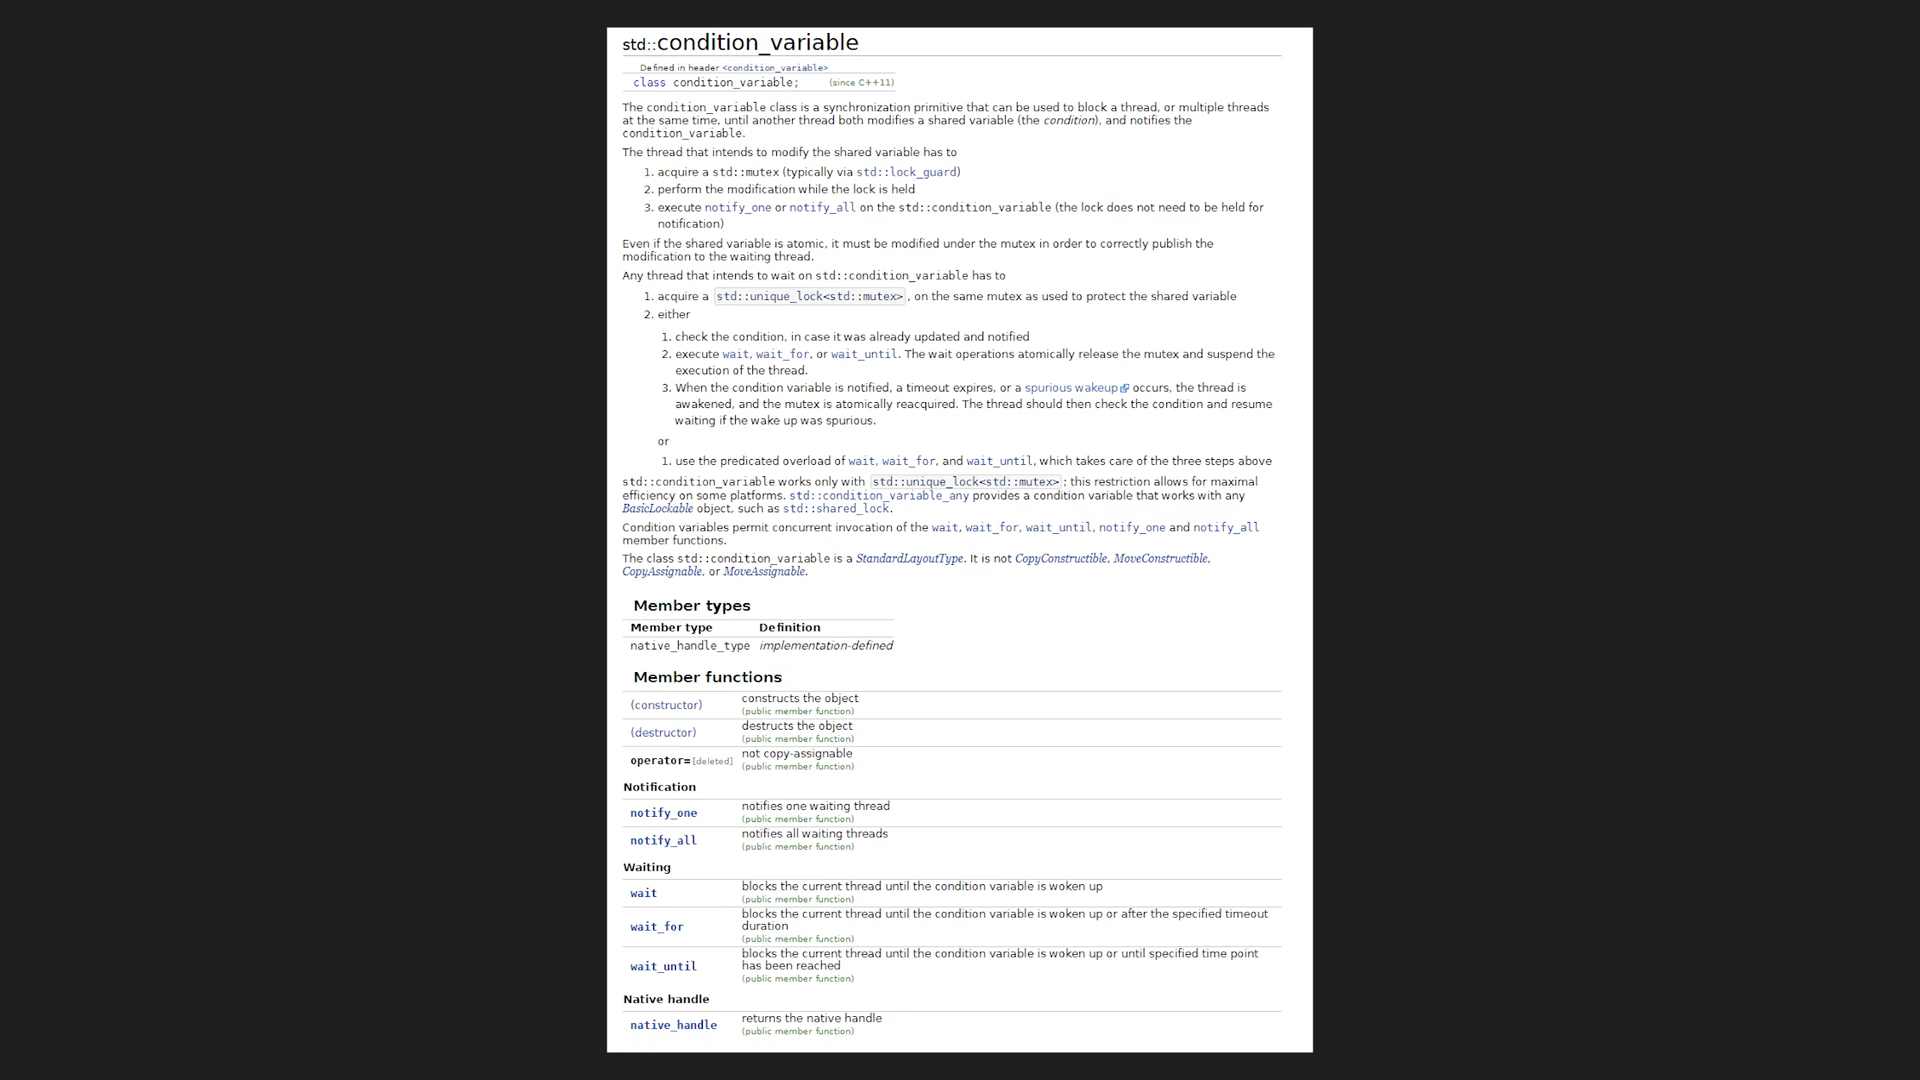 std::condition_variable
Defined in header <condition_variable>
class condition_variable; (since C++11)
The condition_variable class is a synchronization primitive that can be used to block a thread, or multiple threads
at the same time, until another thread both modifies a shared variable (the condition), and notifies the
condition_variable.
The thread that intends to modify the shared variable has to
1. acquire a std::mutex (typically via std::lock_guard)
2. perform the modification while the lock is held
3. execute notify_one or notify_all on the std::condition_variable (the lock does not need to be held for
notification)
Even if the shared variable is atomic, it must be modified under the mutex in order to correctly publish the
modification to the waiting thread.
Any thread that intends to wait on std::condition_variable has to
1. acquire a std::unique_lock<std::mutex>, on the same mutex as used to protect the shared variable
2. either
1. check the condition, in case it was already updated and notified
2. execute wait, wait_for, or wait_until. The wait operations atomically release the mutex and suspend the
execution of the thread.
3. When the condition variable is notified, a timeout expires, or a spurious wakeup occurs, the thread is
awakened, and the mutex is atomically reacquired. The thread should then check the condition and resume
waiting if the wake up was spurious.
or
1. use the predicated overload of wait, wait_for, and wait_until, which takes care of the three steps above
std::condition_variable works only with std::unique_lock<std::mutex>; this restriction allows for maximal
efficiency on some platforms. std::condition_variable_any provides a condition variable that works with any
BasicLockable object, such as std::shared_lock.
Condition variables permit concurrent invocation of the wait, wait_for, wait_until, notify_one and notify_all
member functions.
The class std::condition_variable is a StandardLayoutType. It is not CopyConstructible, MoveConstructible,
CopyAssignable, or MoveAssignable.
Member types
Member type Definition
native_handle_type implementation-defined
Member functions
(constructor) constructs the object
(public member function)
(destructor) destructs the object
(public member function)
operator=[deleted] not copy-assignable
(public member function)
Notification
notify_one notifies one waiting thread
(public member function)
notify_all notifies all waiting threads
(public member function)
Waiting
wait blocks the current thread until the condition variable is woken up
(public member function)
wait_for blocks the current thread until the condition variable is woken up or after the specified timeout
duration
(public member function)
wait_until blocks the current thread until the condition variable is woken up or until specified time point
has been reached
(public member function)
Native handle
native_handle returns the native handle
(public member function)